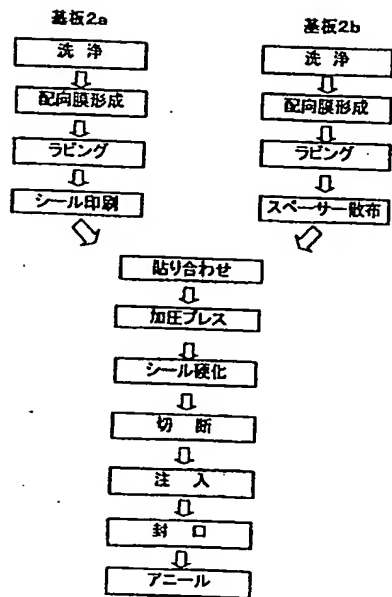 基板2a
洗 浄
配向膜形成
ラビング
シール印刷
基板2b
洗 浄
配向膜形成
ラビング
スペーサー散布
貼り合わせ
加圧プレス
シール硬化
切 断
注 入
封 口
アニール